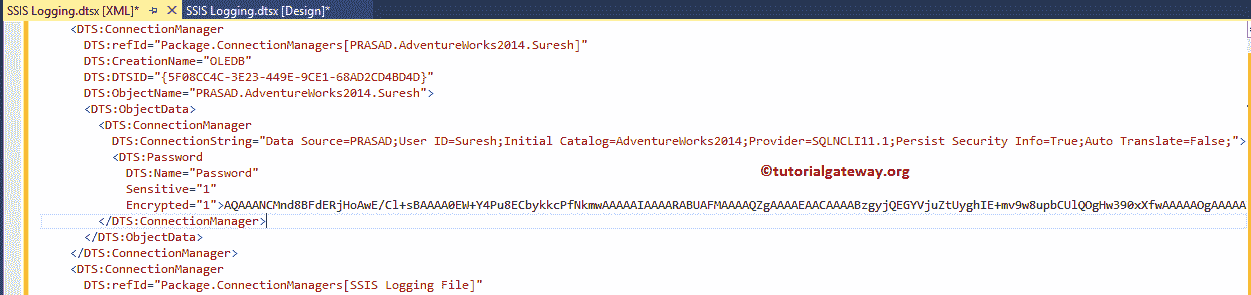 SSIS Logging.dtsx [XML]* SSIS Logging.dtsx [Design]*
<DTS:ConnectionManager
DTS:refId="Package.ConnectionManagers[PRASAD.AdventureWorks2014.Suresh]"
DTS:CreationName="OLEDB"
DTS:DTSID="{5F08CC4C-3E23-449E-9CE1-68AD2CD4BD4D}"
DTS:ObjectName="PRASAD.AdventureWorks2014.Suresh">
<DTS:ObjectData>
<DTS:ConnectionManager
DTS:ConnectionString="Data Source=PRASAD;User ID=Suresh;Initial Catalog=AdventureWorks2014;Provider=SQLNCLI11.1;Persist Security Info=True;Auto Translate=False;">
<DTS:Password
DTS:Name="Password"
©tutorialgateway.org
Sensitive="1"
Encrypted="1">AQAAANCMnd8BFdERjHoAwE/Cl+sBAAAA0EW+Y4Pu8ECbykkcPfNkmwAAAAAIAAAARABUAFMAAAAQZgAAAAEAACAAAABzgyjQEGYVjuZtUyghIE+mv9w8upbCUlQOgHw390xXfwAAAAAOgAAAAA
</DTS:ConnectionManager>
</DTS:ObjectData>
</DTS:ConnectionManager>
<DTS:ConnectionManager
DTS:refId="Package.ConnectionManagers[SSIS Logging File]"